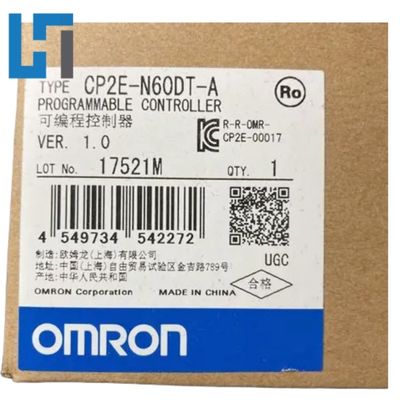 TYPE CP2E-N60DT-A
PROGRAMMABLE CONTROLLER
可编程控制器
VER. 1.0
LOT No. 17521M QTY. 1
Ro
R-R-OMR-
CP2E-00017
4 549734 542272
UGC
制造: 欧姆龙(上海)有限公司
地址: 中国(上海)自由贸易试验区金吉路789号
产地: 中华人民共和国
合格
OMRON Corporation MADE IN CHINA
OMRON